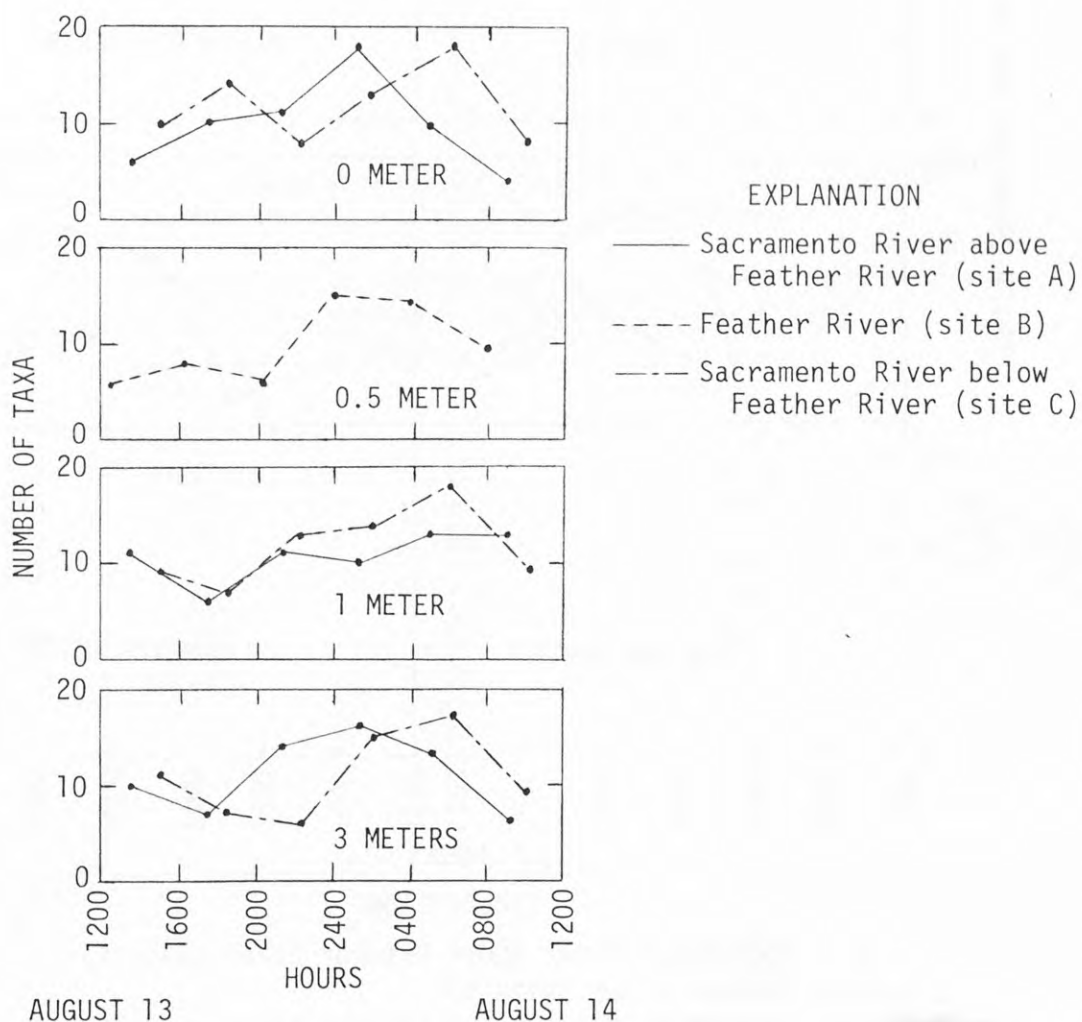 NUMBER OF TAXA
20
10
0
0 METER
20
10
0
0.5 METER
20
10
0
1 METER
20
10
0
3 METERS
1200
1600
2000
2400
0400
0800
1200
HOURS
AUGUST 13
AUGUST 14
EXPLANATION
Sacramento River above
Feather River (site A)
Feather River (site B)
Sacramento River below
Feather River (site C)